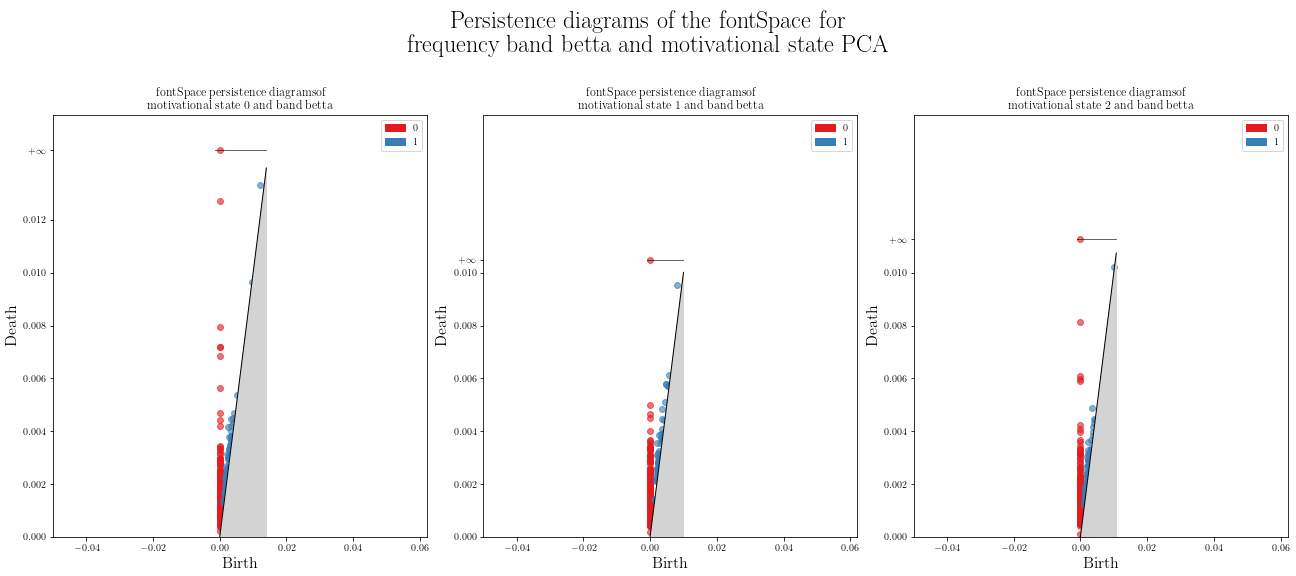 Persistence diagrams of the fontSpace for
frequency band betta and motivational state PCA
fontSpace persistence diagramsof
motivational state 0 and band betta
0
1
+∞
0.012
0.010
0.008
0.006
0.004
0.002
0.000
Death
−0.04 −0.02 0.00 0.02 0.04 0.06
Birth
fontSpace persistence diagramsof
motivational state 1 and band betta
0
1
+∞
0.010
0.008
0.006
0.004
0.002
0.000
Death
−0.04 −0.02 0.00 0.02 0.04 0.06
Birth
fontSpace persistence diagramsof
motivational state 2 and band betta
0
1
+∞
0.010
0.008
0.006
0.004
0.002
0.000
Death
−0.04 −0.02 0.00 0.02 0.04 0.06
Birth